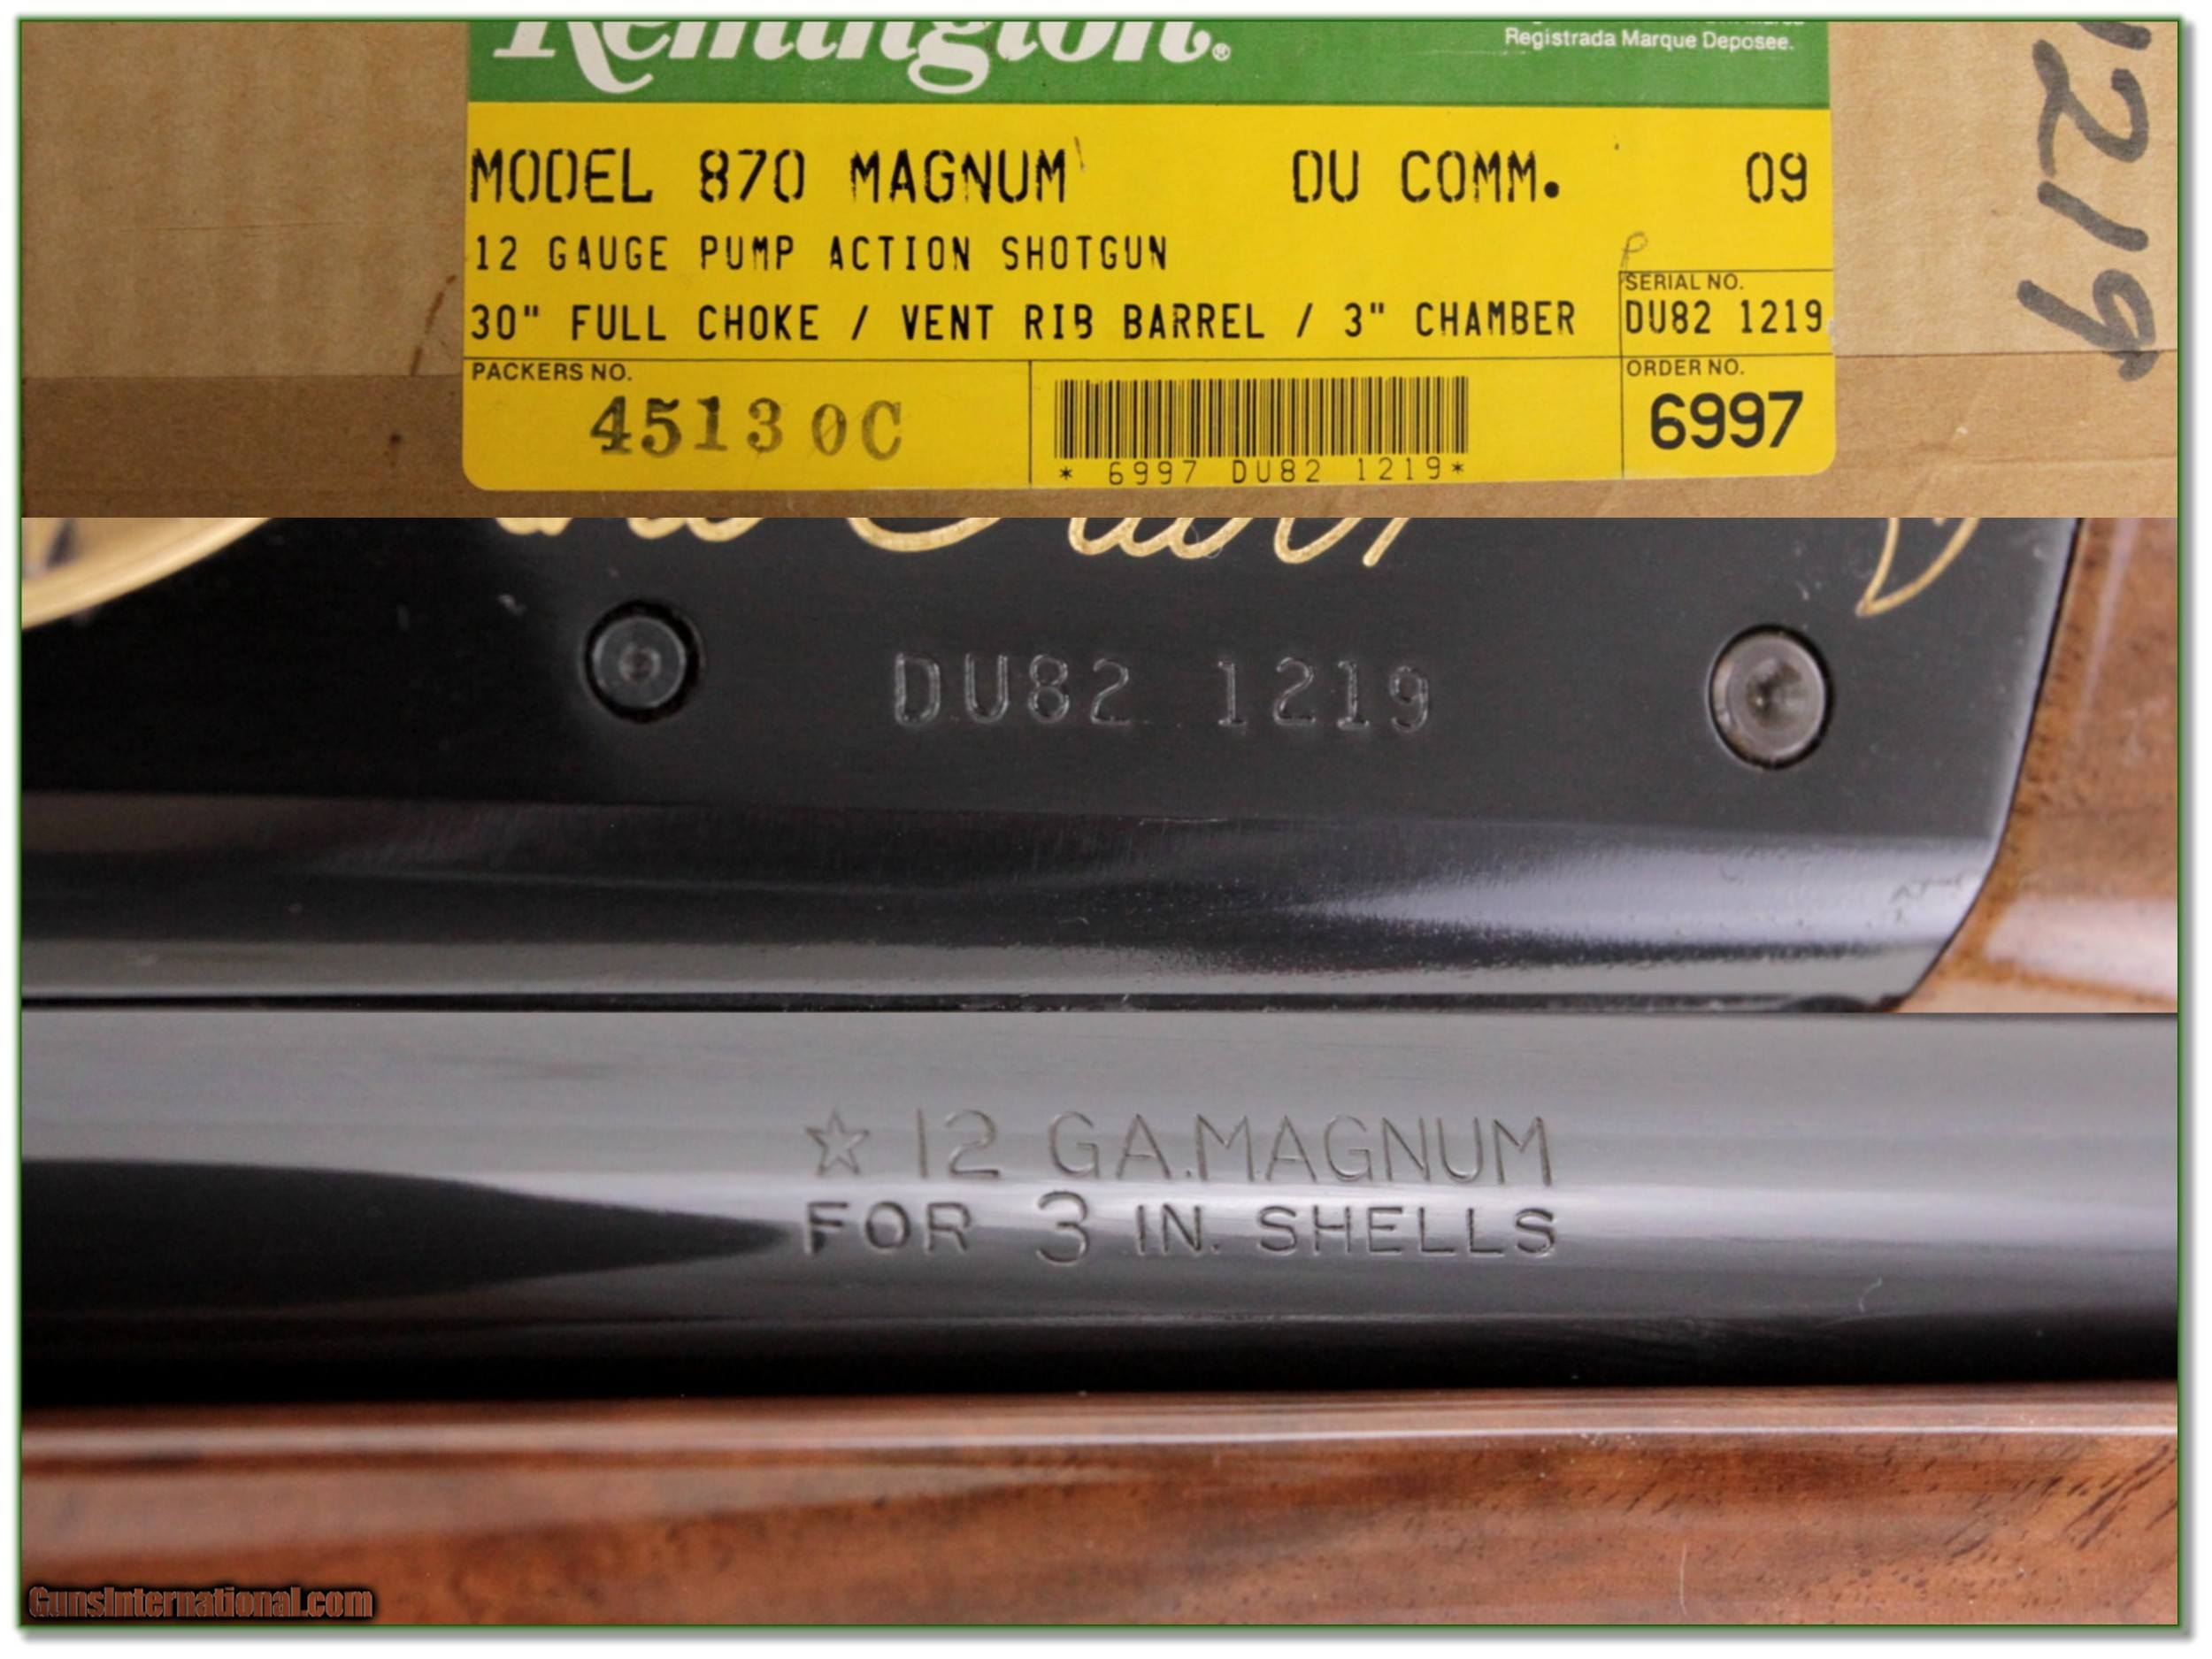 Remington®
Registrada Marque Deposee.
MODEL 870 MAGNUM DU COMM. 09
12 GAUGE PUMP ACTION SHOTGUN
30" FULL CHOKE / VENT RIB BARREL / 3" CHAMBER
SERIAL NO.
DU82 1219
PACKERS NO.
45130C
* 6997 DU82 1219*
ORDER NO.
6997
1219
DU82 1219
☆ 12 GA.MAGNUM
FOR 3 IN. SHELLS
GunsInternational.com